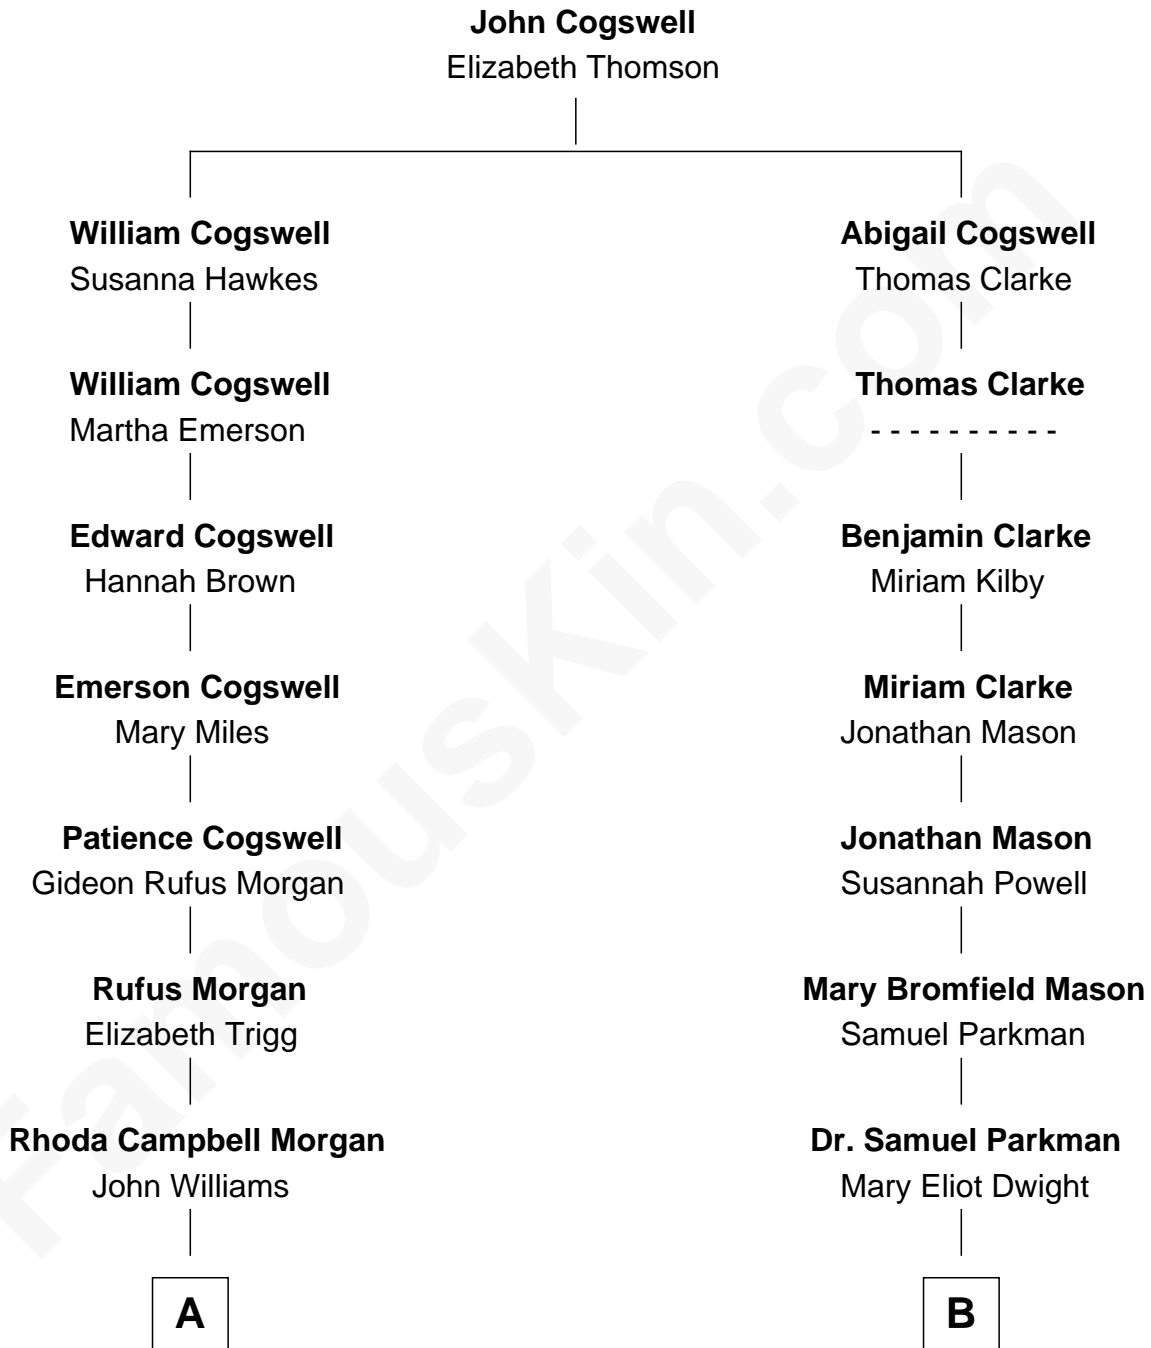 John Cogswell
Elizabeth Thomson
William Cogswell
Susanna Hawkes
William Cogswell
Martha Emerson
Edward Cogswell
Hannah Brown
Emerson Cogswell
Mary Miles
Patience Cogswell
Gideon Rufus Morgan
Rufus Morgan
Elizabeth Trigg
Rhoda Campbell Morgan
John Williams
A
Abigail Cogswell
Thomas Clarke
Thomas Clarke
- - - - - - - - - -
Benjamin Clarke
Miriam Kilby
Miriam Clarke
Jonathan Mason
Jonathan Mason
Susannah Powell
Mary Bromfield Mason
Samuel Parkman
Dr. Samuel Parkman
Mary Eliot Dwight
B
FamousKin.com